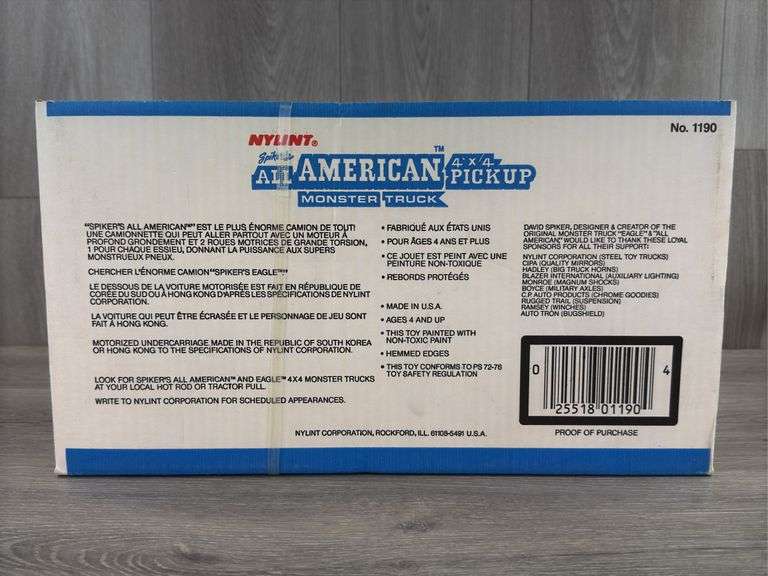 No. 1190
NYLINT®
Spiker's
ALL AMERICAN™ 4x4 PICKUP
MONSTER TRUCK
"SPIKER'S ALL AMERICAN"™ EST LE PLUS ÉNORME CAMION DE TOUT!
UNE CAMIONNETTE QUI PEUT ALLER PARTOUT AVEC UN MOTEUR À
PROFOND GRONDEMENT ET 2 ROUES MOTRICES DE GRANDE TORSION,
1 POUR CHAQUE ESSIEU, DONNANT LA PUISSANCE AUX SUPERS
MONSTRUEUX PNEUX.
CHERCHER L'ÉNORME CAMION "SPIKER'S EAGLE"™
LE DESSOUS DE LA VOITURE MOTORISÉE EST FAIT EN RÉPUBLIQUE DE
CORÉE DU SUD OU À HONG KONG D'APRÈS LES SPÉCIFICATIONS DE NYLINT
CORPORATION.
LA VOITURE QUI PEUT ÊTRE ÉCRASÉE ET LE PERSONNAGE DE JEU SONT
FAIT À HONG KONG.
MOTORIZED UNDERCARRIAGE MADE IN THE REPUBLIC OF SOUTH KOREA
OR HONG KONG TO THE SPECIFICATIONS OF NYLINT CORPORATION.
LOOK FOR SPIKER'S ALL AMERICAN™ AND EAGLE™ 4X4 MONSTER TRUCKS
AT YOUR LOCAL HOT ROD OR TRACTOR PULL.
WRITE TO NYLINT CORPORATION FOR SCHEDULED APPEARANCES.
• FABRIQUÉ AUX ÉTATS UNIS
• POUR ÂGES 4 ANS ET PLUS
• CE JOUET EST PEINT AVEC UNE
PEINTURE NON-TOXIQUE
• REBORDS PROTÉGÉS
• MADE IN U.S.A.
• AGES 4 AND UP
• THIS TOY PAINTED WITH
NON-TOXIC PAINT
• HEMMED EDGES
• THIS TOY CONFORMS TO PS 72-76
TOY SAFETY REGULATION
DAVID SPIKER, DESIGNER & CREATOR OF THE
ORIGINAL MONSTER TRUCK "EAGLE" & "ALL
AMERICAN," WOULD LIKE TO THANK THESE LOYAL
SPONSORS FOR ALL THEIR SUPPORT:
NYLINT CORPORATION (STEEL TOY TRUCKS)
CIPA (QUALITY MIRRORS)
HADLEY (BIG TRUCK HORNS)
BLAZER INTERNATIONAL (AUXILIARY LIGHTING)
MONROE (MAGNUM SHOCKS)
BOYCE (MILITARY AXLES)
C.P. AUTO PRODUCTS (CHROME GOODIES)
RUGGED TRAIL (SUSPENSION)
RAMSEY (WINCHES)
AUTO TRON (BUGSHIELD)
0 25518 01190 4
PROOF OF PURCHASE
NYLINT CORPORATION, ROCKFORD, ILL. 61109-5491 U.S.A.